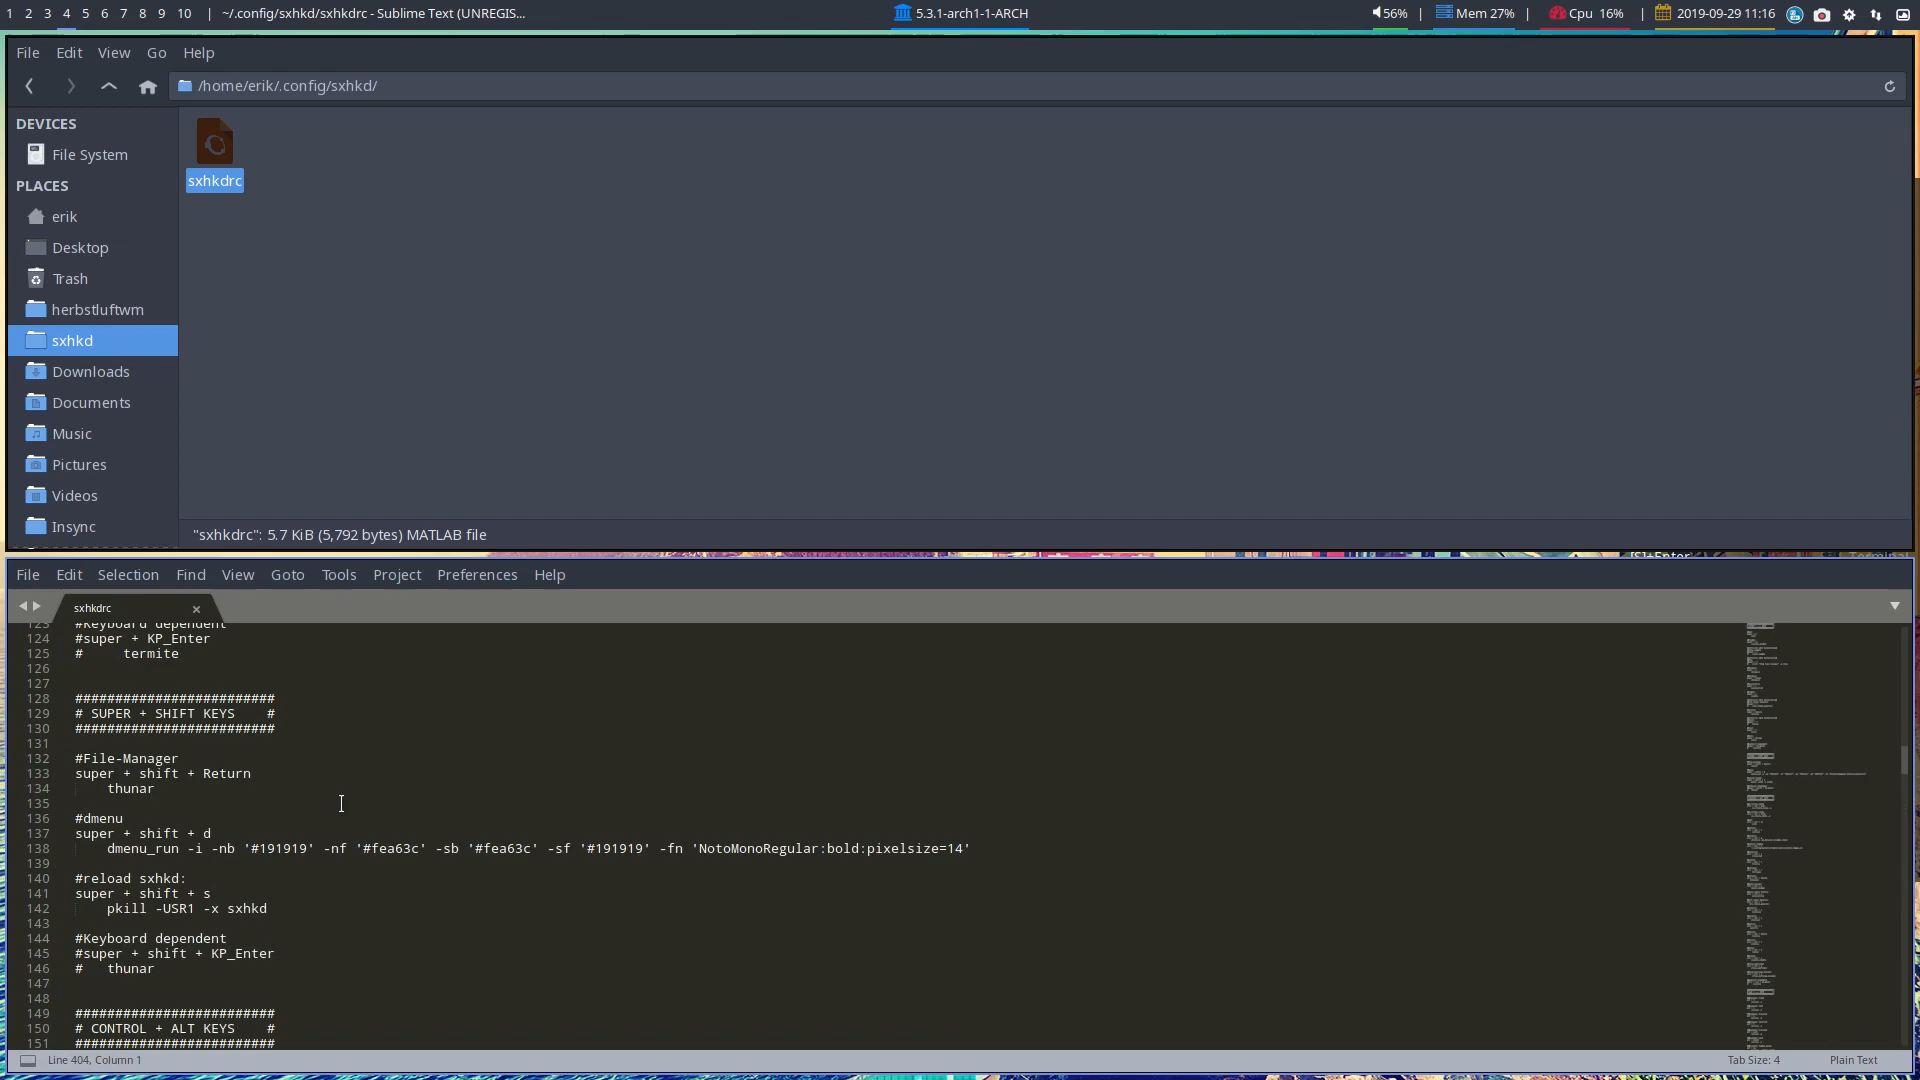 1 2 3 4 5 6 7 8 9 10 | ~/.config/sxhkd/sxhkdrc - Sublime Text (UNREGIS... 5.3.1-arch1-1-ARCH 56% | Mem 27% | Cpu 16% | 2019-09-29 11:16
File Edit View Go Help
/home/erik/.config/sxhkd/
DEVICES
File System
PLACES
erik
Desktop
Trash
herbstluftwm
sxhkd
Downloads
Documents
Music
Pictures
Videos
Insync
sxhkdrc
"sxhkdrc": 5.7 KiB (5,792 bytes) MATLAB file
[S]+Enter Terminal
File Edit Selection Find View Goto Tools Project Preferences Help
sxhkdrc ×
123 #Keyboard dependent
124 #super + KP_Enter
125 #     termite
126
127
128 #########################
129 # SUPER + SHIFT KEYS    #
130 #########################
131
132 #File-Manager
133 super + shift + Return
134     thunar
135
136 #dmenu
137 super + shift + d
138     dmenu_run -i -nb '#191919' -nf '#fea63c' -sb '#fea63c' -sf '#191919' -fn 'NotoMonoRegular:bold:pixelsize=14'
139
140 #reload sxhkd:
141 super + shift + s
142     pkill -USR1 -x sxhkd
143
144 #Keyboard dependent
145 #super + shift + KP_Enter
146 #   thunar
147
148
149 #########################
150 # CONTROL + ALT KEYS    #
151 #########################
Line 404, Column 1 Tab Size: 4 Plain Text